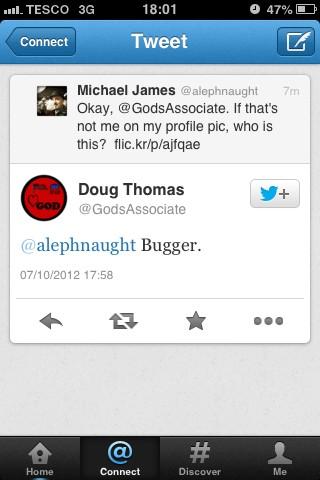 TESCO 3G 18:01 47%
Connect Tweet
Michael James @alephnaught 7m
Okay, @GodsAssociate. If that's
not me on my profile pic, who is
this? flic.kr/p/ajfqae
GOD
Doug Thomas
@GodsAssociate
@alephnaught Bugger.
07/10/2012 17:58
Home Connect Discover Me